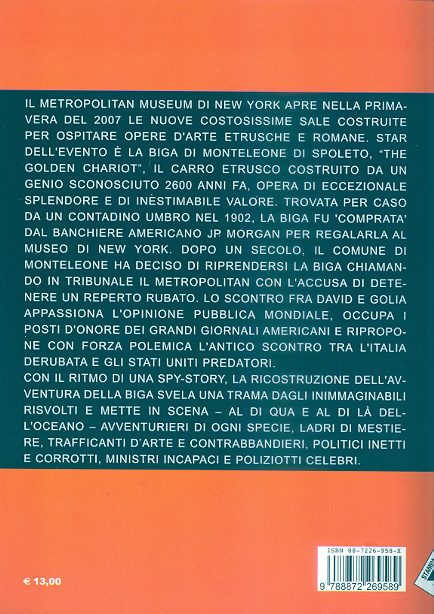 IL METROPOLITAN MUSEUM DI NEW YORK APRE NELLA PRIMA-
VERA DEL 2007 LE NUOVE COSTOSISSIME SALE COSTRUITE
PER OSPITARE OPERE D'ARTE ETRUSCHE E ROMANE. STAR
DELL'EVENTO È LA BIGA DI MONTELEONE DI SPOLETO, “THE
GOLDEN CHARIOT”, IL CARRO ETRUSCO COSTRUITO DA UN
GENIO SCONOSCIUTO 2600 ANNI FA, OPERA DI ECCEZIONALE
SPLENDORE E DI INESTIMABILE VALORE. TROVATA PER CASO
DA UN CONTADINO UMBRO NEL 1902, LA BIGA FU 'COMPRATA'
DAL BANCHIERE AMERICANO JP MORGAN PER REGALARLA AL
MUSEO DI NEW YORK. DOPO UN SECOLO, IL COMUNE DI
MONTELEONE HA DECISO DI RIPRENDERSI LA BIGA CHIAMAN-
DO IN TRIBUNALE IL METROPOLITAN CON L'ACCUSA DI DETE-
NERE UN REPERTO RUBATO. LO SCONTRO FRA DAVID E GOLIA
APPASSIONA L'OPINIONE PUBBLICA MONDIALE, OCCUPA I
POSTI D'ONORE DEI GRANDI GIORNALI AMERICANI E RIPROPO-
NE CON FORZA POLEMICA L'ANTICO SCONTRO TRA L'ITALIA
DERUBATA E GLI STATI UNITI PREDATORI.
CON IL RITMO DI UNA SPY-STORY, LA RICOSTRUZIONE DELL'AV-
VENTURA DELLA BIGA SVELA UNA TRAMA DAGLI INIMMAGINABILI
RISVOLTI E METTE IN SCENA – AL DI QUA E AL DI LÀ DEL-
L'OCEANO – AVVENTURIERI DI OGNI SPECIE, LADRI DI MESTIE-
RE, TRAFFICANTI D'ARTE E CONTRABBANDIERI, POLITICI INETTI
E CORROTTI, MINISTRI INCAPACI E POLIZIOTTI CELEBRI.
ISBN 88-7226-958-X
9 788872 269589
€ 13,00